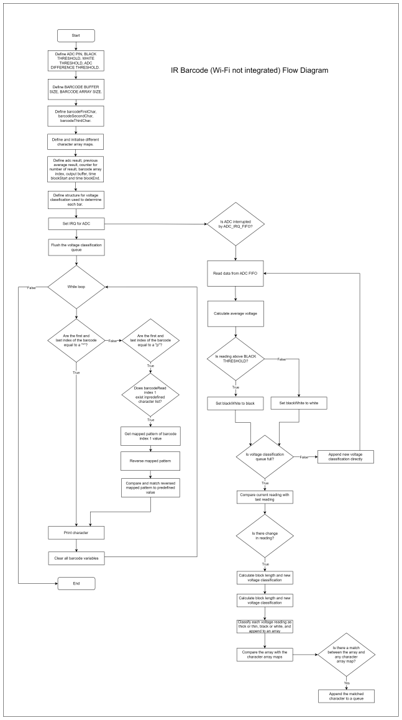 IR Barcode (Wi-Fi not integrated) Flow Diagram
Start
Define ADC PIN, BLACK
THRESHOLD, WHITE
THRESHOLD, ADC
DIFFERENCE THRESHOLD
Define BARCODE BUFFER
SIZE, BARCODE ARRAY SIZE,
Define barcodeFirstChar,
barcodeSecondChar,
barcodeThirdChar
Define and initialise different
character array maps
Define adc result, previous
average result, counter for
number of result, barcode array
index, output buffer, time
blockStart and time blockEnd,
Define structure for voltage
classification used to determine
each bar,
Set IRQ for ADC
Flush the voltage classification
queue
While loop
False
Are the first and
last index of the barcode
equal to a "*"?
False
Are the first and
last index of the barcode
True
True
Does barcodeRead
index 1
exist in predefined
character list?
True
Get mapped pattern of barcode
index 1 value
Reverse mapped pattern
Compare and match reversed
mapped pattern to predefined
value
Print character
Clear all barcode variables
End
Is ADC interrupted
by ADC_IRQ_FIFO?
Read data from ADC FIFO
Calculate average voltage
Is reading above BLACK
THRESHOLD?
False
True
Set black/White to black
Set black/White to white
Is voltage classification
queue full?
False
Append new voltage
classification directly
True
Compare current reading with
last reading
Is there change
in reading?
True
Calculate block length and new
voltage classification
Calculate block length and new
voltage classification
Classify each voltage reading as
thick or thin, black or white, and
append to an array
Compare the array with the
character array maps
Is there a match
between the array and
any character
array map?
Yes
Append the matched
character to a queue